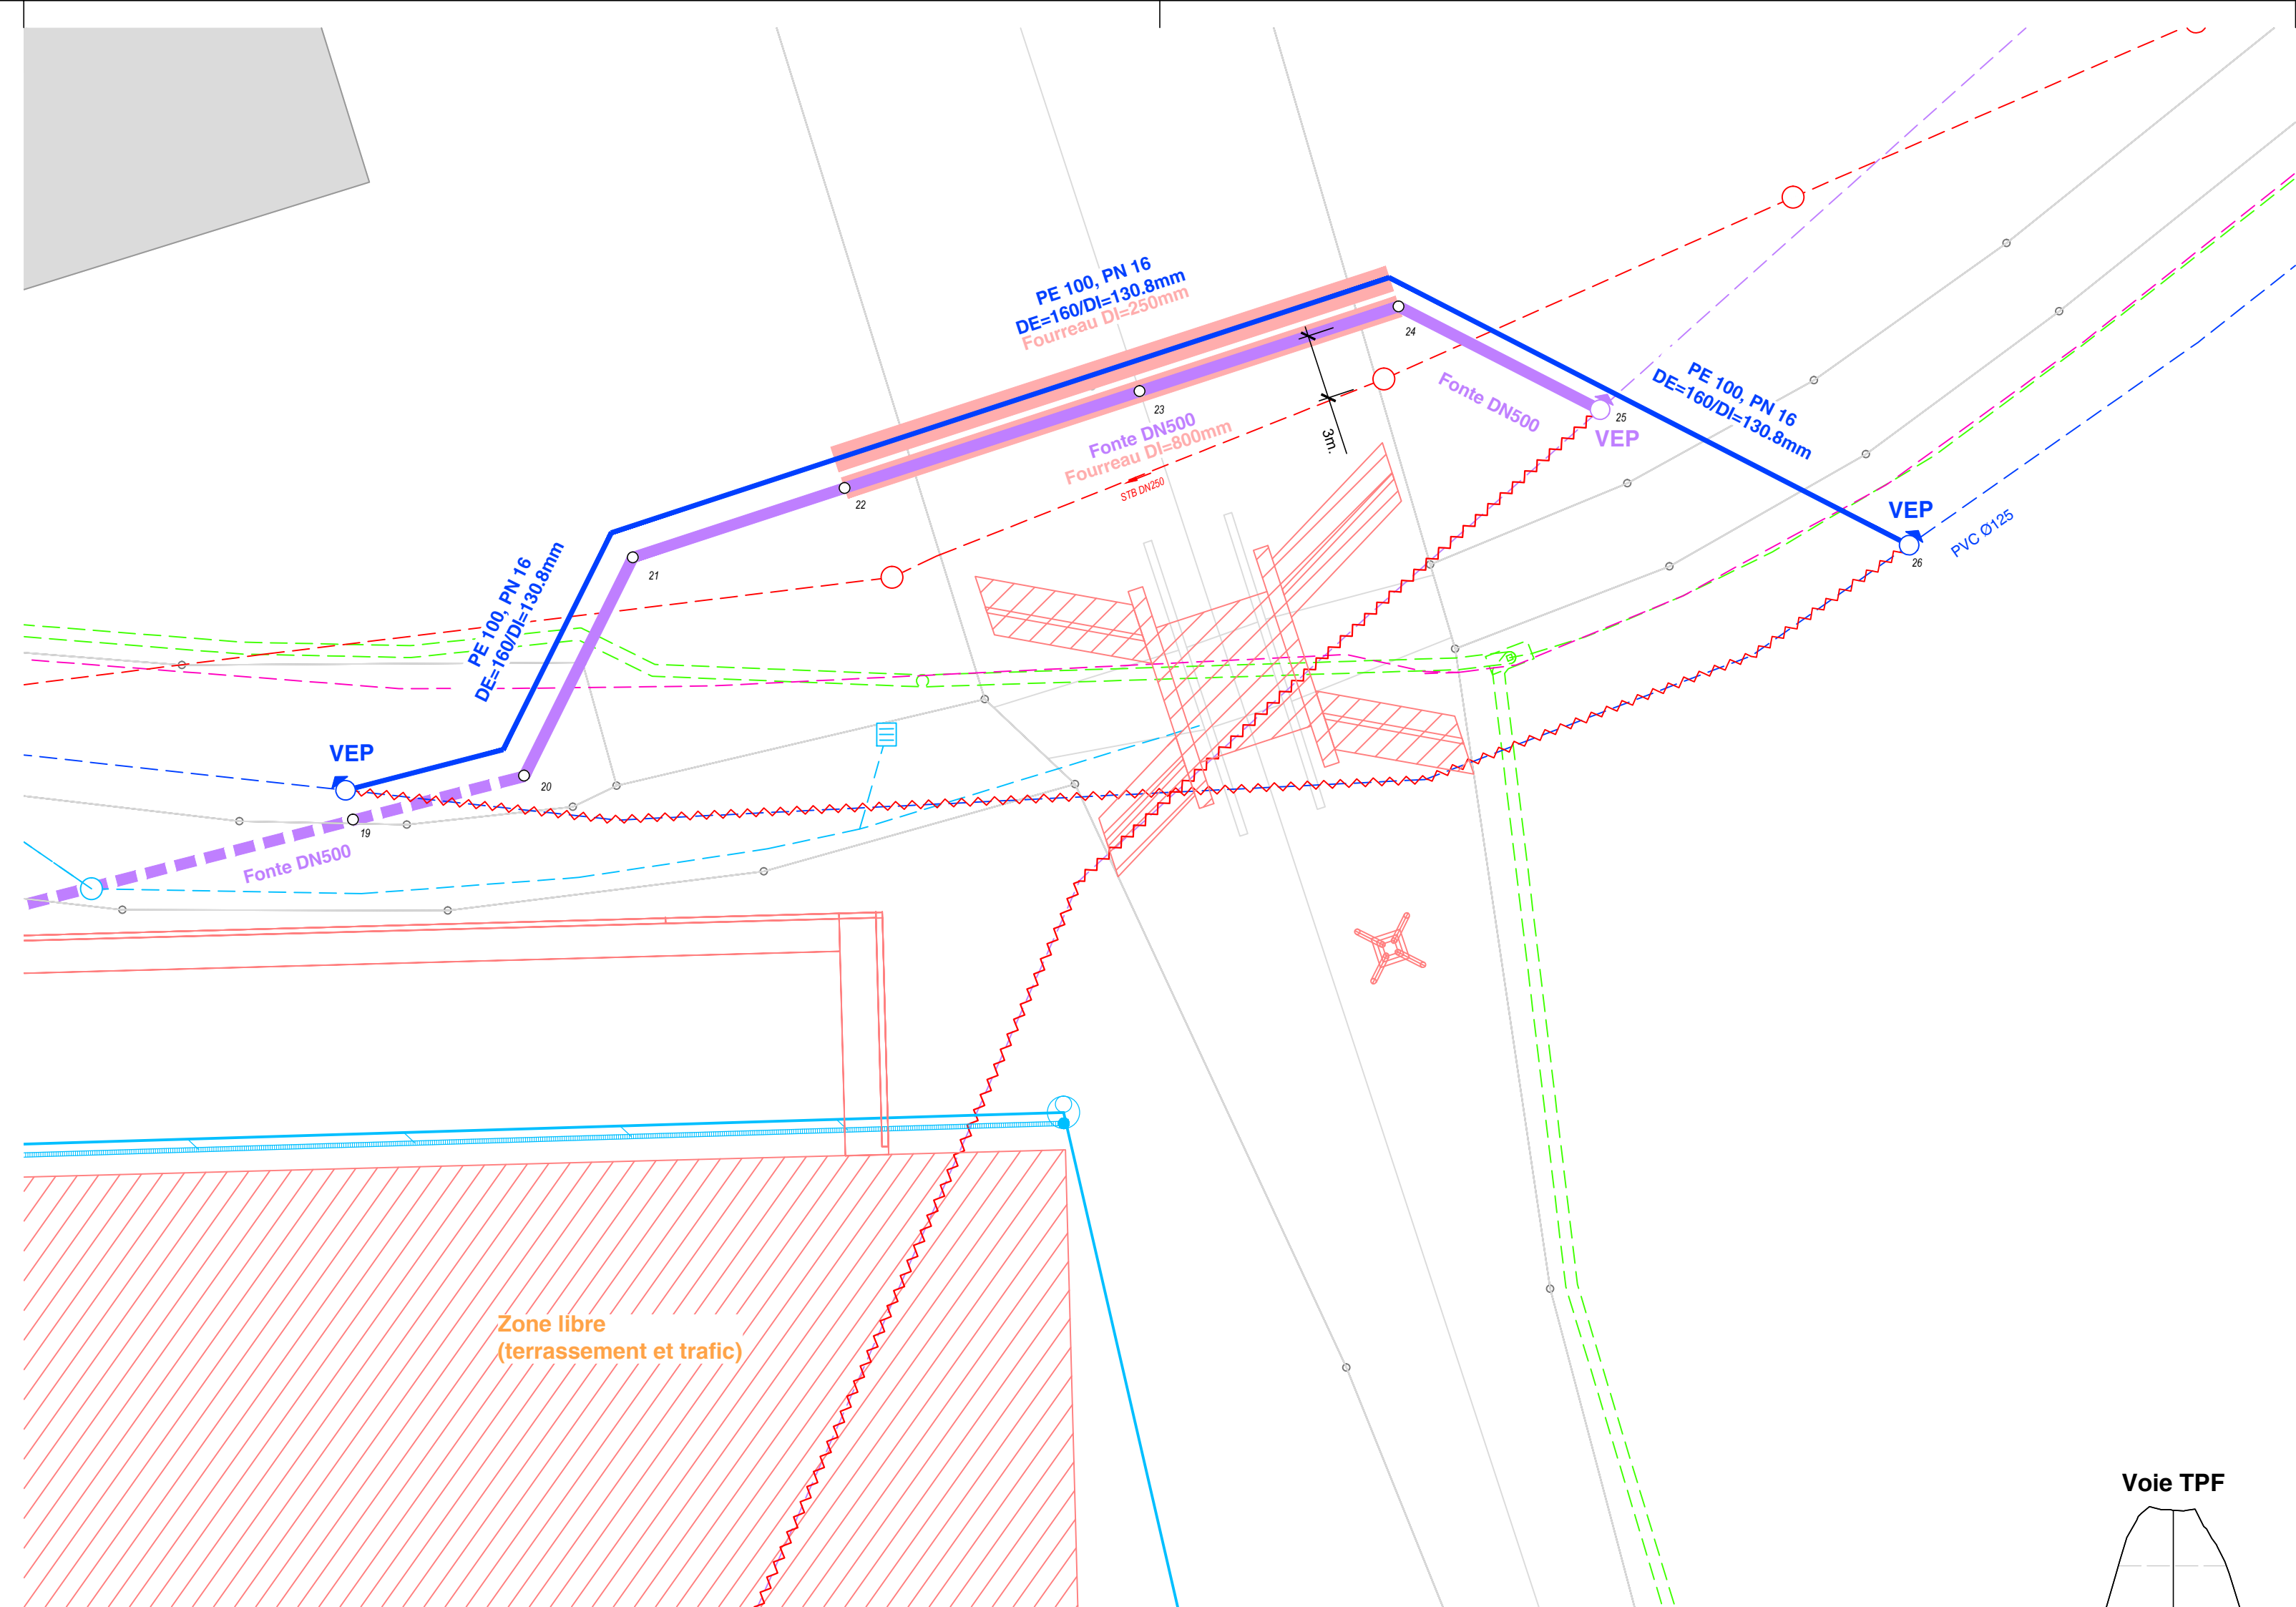 PE 100, PN 16
DE=160/DI=130.8mm
Fourreau DI=250mm
24
23
Fonte DN500
Fourreau DI=800mm
3m.
STB DN250
Fonte DN500
25
VEP
PE 100, PN 16
DE=160/DI=130.8mm
VEP
26
PVC Ø125
22
21
PE 100, PN 16
DE=160/DI=130.8mm
VEP
20
19
Fonte DN500
Zone libre
(terrassement et trafic)
Voie TPF